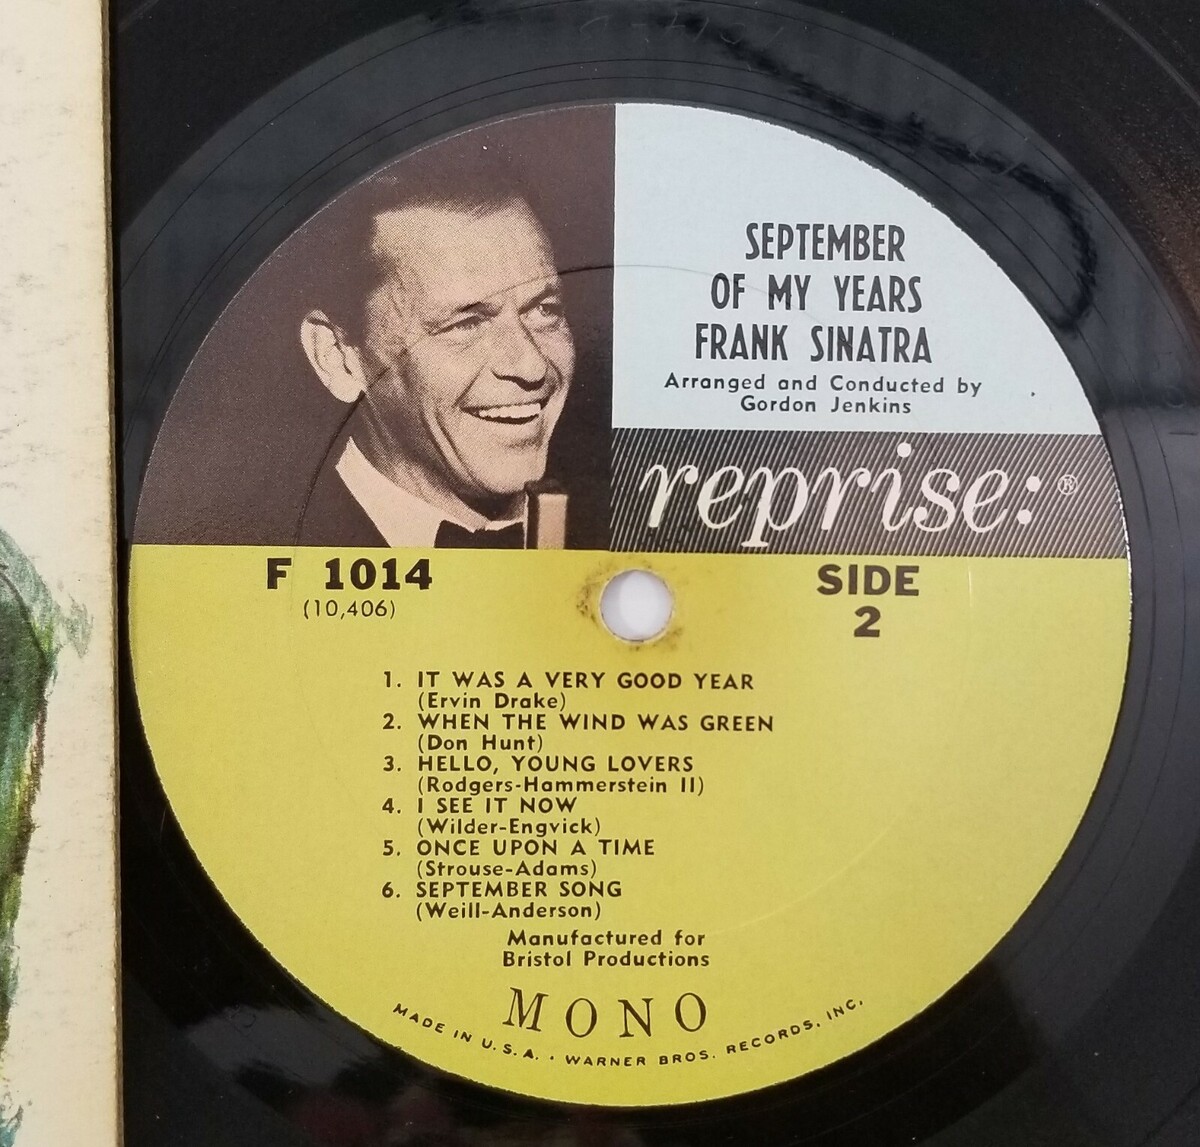 SEPTEMBER
OF MY YEARS
FRANK SINATRA
Arranged and Conducted by
Gordon Jenkins
reprise:®
F 1014
(10,406)
SIDE
2
1. IT WAS A VERY GOOD YEAR
(Ervin Drake)
2. WHEN THE WIND WAS GREEN
(Don Hunt)
3. HELLO, YOUNG LOVERS
(Rodgers-Hammerstein II)
4. I SEE IT NOW
(Wilder-Engvick)
5. ONCE UPON A TIME
(Strouse-Adams)
6. SEPTEMBER SONG
(Weill-Anderson)
Manufactured for
Bristol Productions
MONO
MADE IN U.S.A. • WARNER BROS. RECORDS, INC.